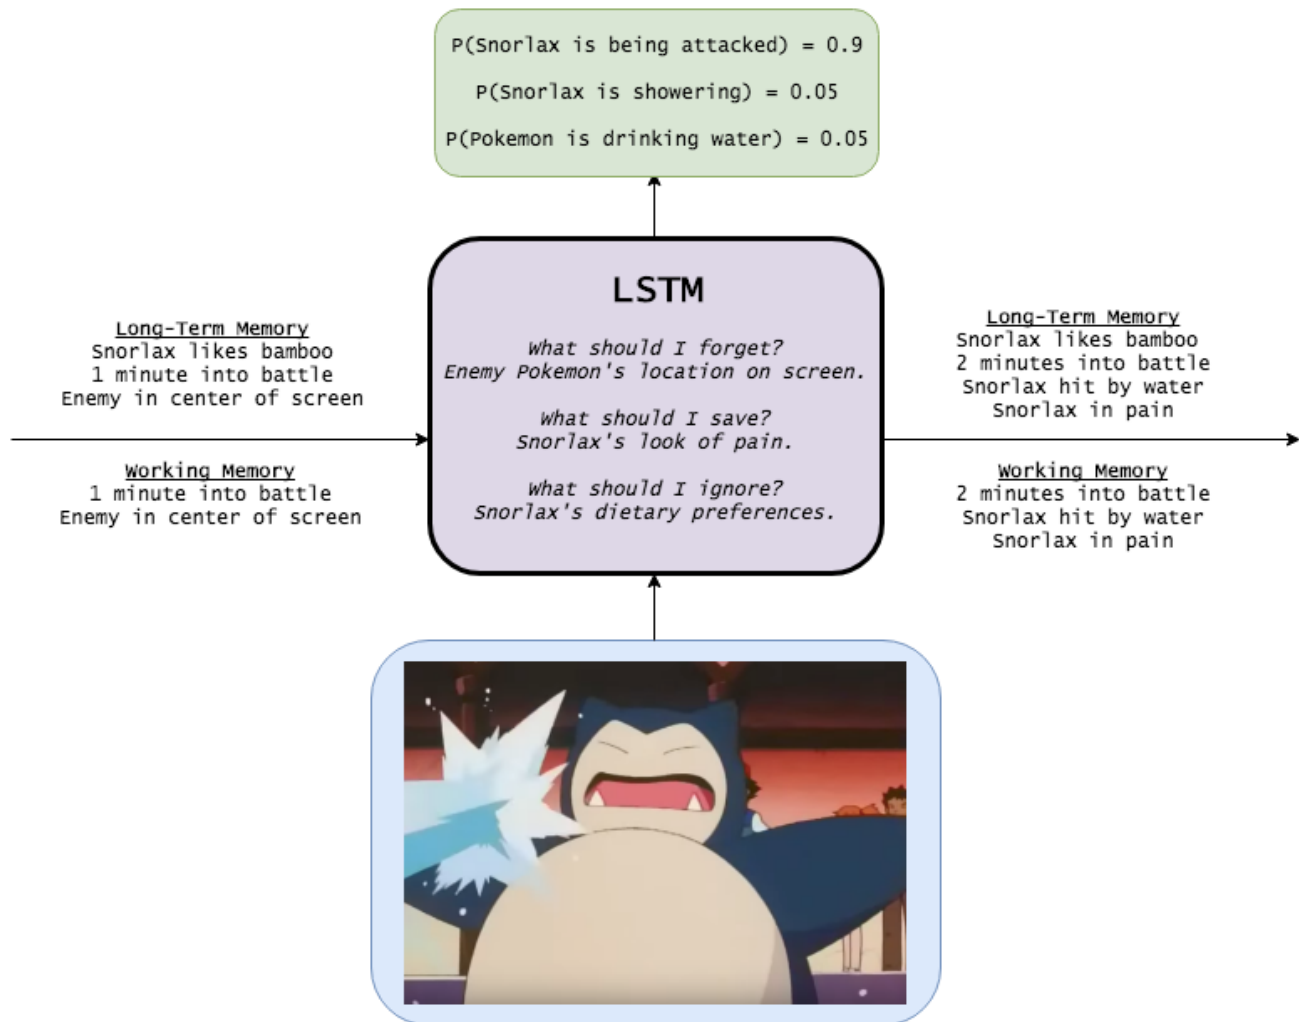 P(Snorlax is being attacked) = 0.9
P(Snorlax is showering) = 0.05
P(Pokemon is drinking water) = 0.05
LSTM
What should I forget?
Enemy Pokemon's location on screen.
What should I save?
Snorlax's look of pain.
What should I ignore?
Snorlax's dietary preferences.
Long-Term Memory
Snorlax likes bamboo
1 minute into battle
Enemy in center of screen
Working Memory
1 minute into battle
Enemy in center of screen
Long-Term Memory
Snorlax likes bamboo
2 minutes into battle
Snorlax hit by water
Snorlax in pain
Working Memory
2 minutes into battle
Snorlax hit by water
Snorlax in pain